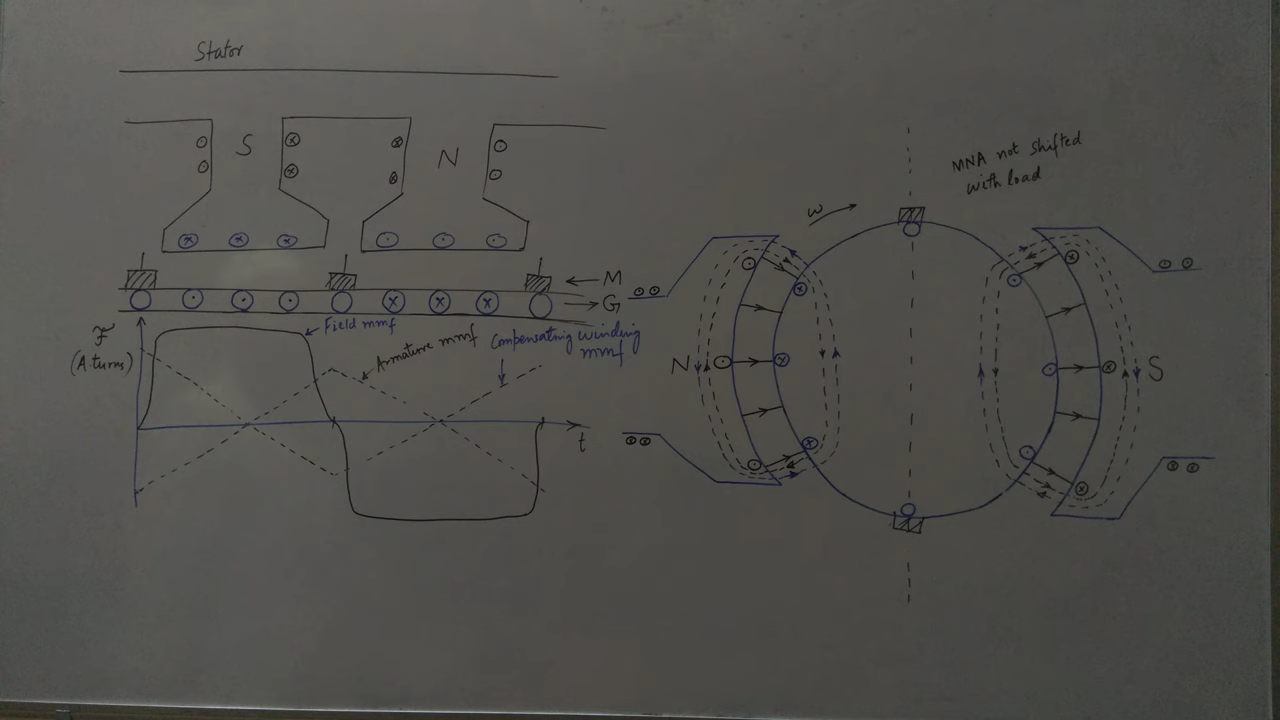 Stator
S
N
M
G
F
(A.turns)
Field mmf
Armature mmf
Compensating winding
mmf
t
ω
MNA not shifted
with load
N
S